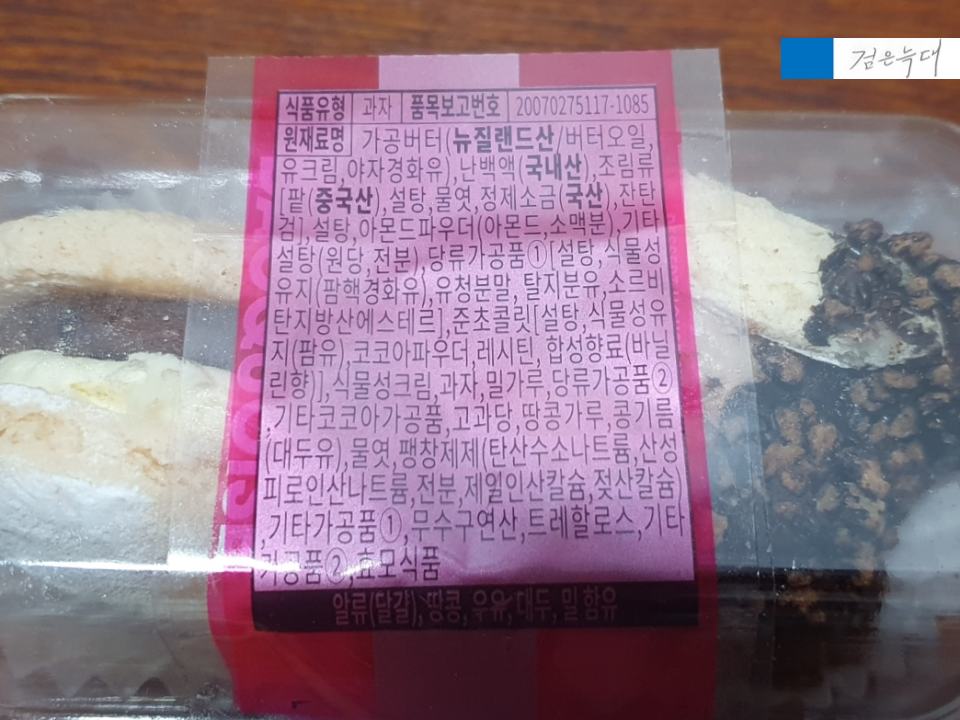 검은늑대
식품유형 과자 품목보고번호 20070275117-1085
원재료명 가공버터(뉴질랜드산/버터오일,
유크림,야자경화유),난백액(국내산),조림류
[팥(중국산),설탕,물엿,정제소금(국산),잔탄
검],설탕,아몬드파우더(아몬드,소맥분),기타
설탕(원당,전분),당류가공품①[설탕,식물성
유지(팜핵경화유),유청분말,탈지분유,소르비
탄지방산에스테르],준초콜릿[설탕,식물성유
지(팜유),코코아파우더,레시틴,합성향료(바닐
린향)],식물성크림,과자,밀가루,당류가공품②
,기타코코아가공품,고과당,땅콩가루,콩기름
(대두유),물엿,팽창제제(탄산수소나트륨,산성
피로인산나트륨,전분,제일인산칼슘,젖산칼슘)
,기타가공품①,무수구연산,트레할로스,기타
가공품②,효모식품
알류(달걀), 땅콩, 우유, 대두, 밀 함유